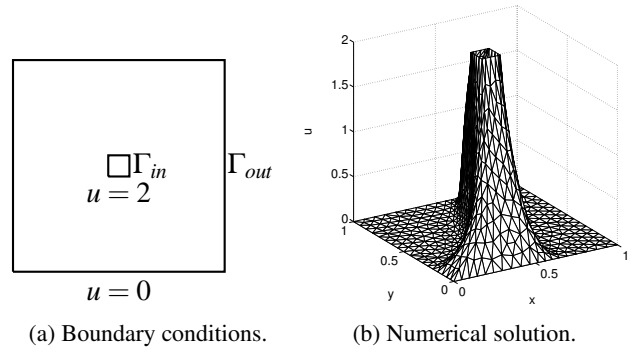 Γ_in
Γ_out
u = 2
u = 0
(a) Boundary conditions.
2
1.5
1
0.5
0
u
1
0.5
0
y
0
0.5
1
x
(b) Numerical solution.